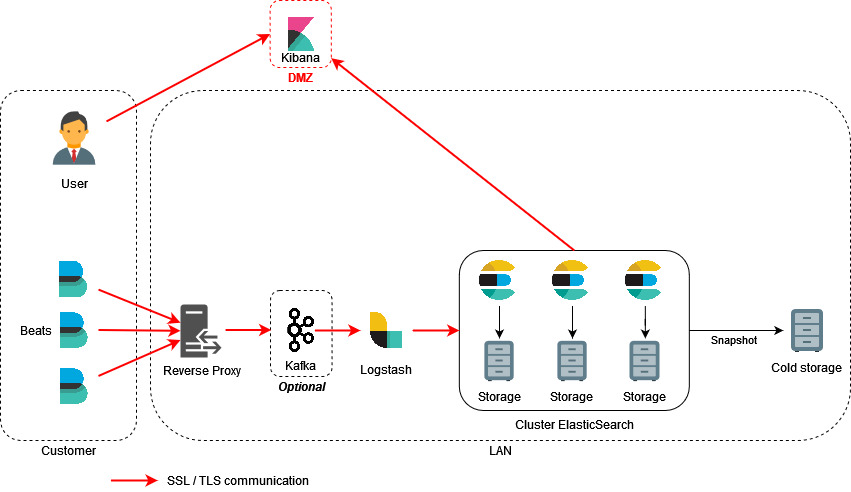 Kibana
DMZ
User
Beats
Reverse Proxy
Kafka
Optional
Logstash
Storage
Storage
Storage
Cluster ElasticSearch
Snapshot
Cold storage
Customer
LAN
SSL / TLS communication